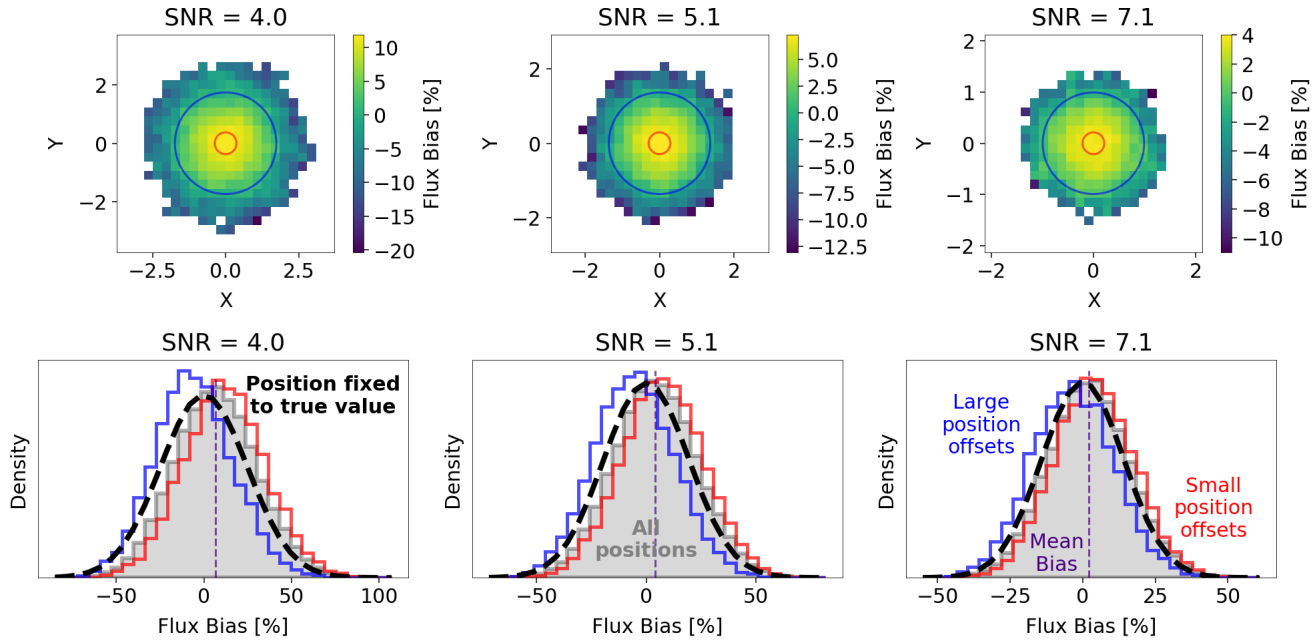 SNR = 4.0
SNR = 5.1
SNR = 7.1
2
0
−2
Y
−2.5
0.0
2.5
X
10
5
0
−5
−10
−15
−20
Flux Bias [%]
2
0
−2
Y
−2
0
2
X
5.0
2.5
0.0
−2.5
−5.0
−7.5
−10.0
−12.5
Flux Bias [%]
2
1
0
−1
−2
Y
−2
0
2
X
4
2
0
−2
−4
−6
−8
−10
Flux Bias [%]
SNR = 4.0
Position fixed
to true value
Density
−50
0
50
100
Flux Bias [%]
SNR = 5.1
All
positions
Density
−50
0
50
Flux Bias [%]
SNR = 7.1
Large
position
offsets
Small
position
offsets
Mean
Bias
Density
−50
−25
0
25
50
Flux Bias [%]